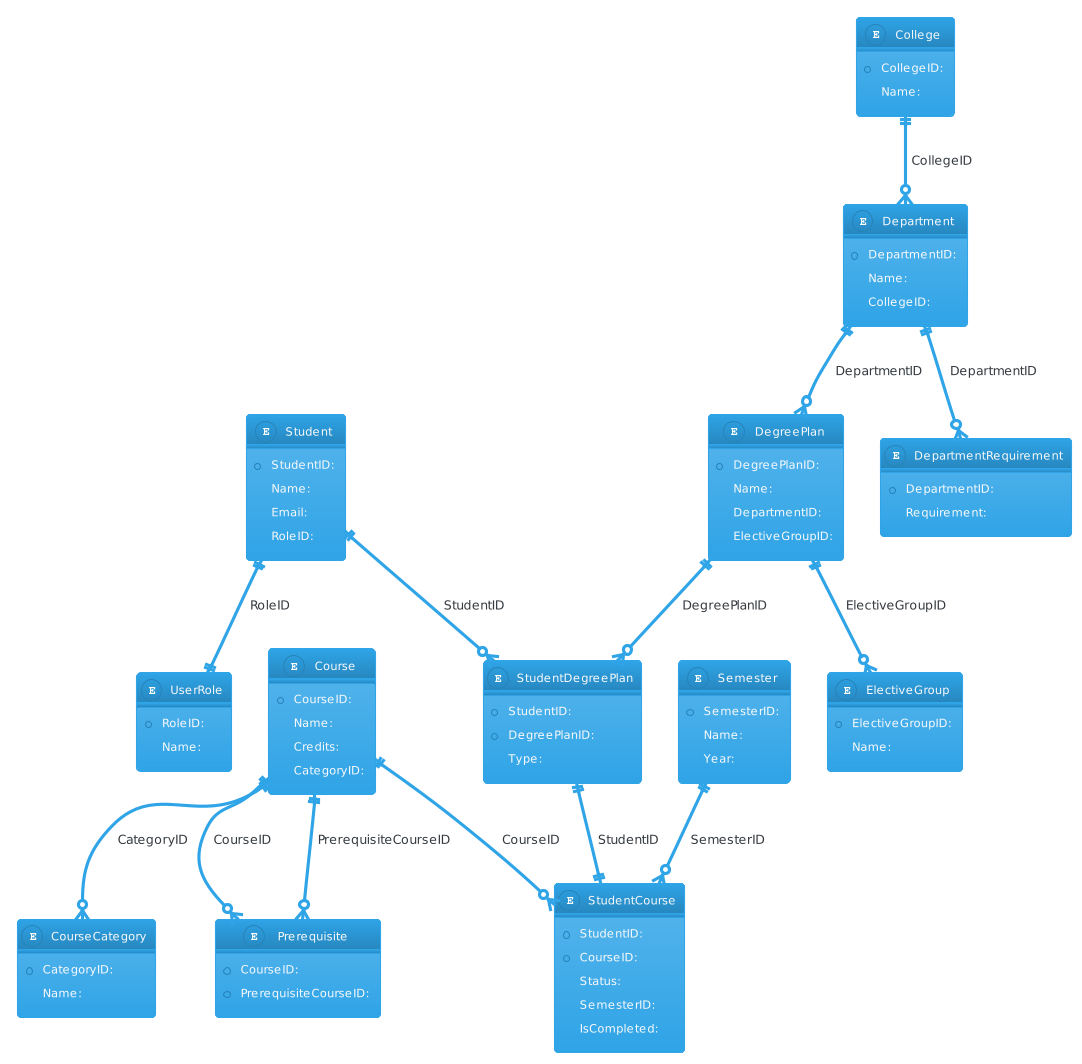 E College
CollegeID:
Name:
CollegeID
E Department
DepartmentID:
Name:
CollegeID:
DepartmentID
DepartmentID
E Student
StudentID:
Name:
Email:
RoleID:
E DegreePlan
DegreePlanID:
Name:
DepartmentID:
ElectiveGroupID:
E DepartmentRequirement
DepartmentID:
Requirement:
RoleID
StudentID
DegreePlanID
ElectiveGroupID
E UserRole
RoleID:
Name:
E Course
CourseID:
Name:
Credits:
CategoryID:
E StudentDegreePlan
StudentID:
DegreePlanID:
Type:
E Semester
SemesterID:
Name:
Year:
E ElectiveGroup
ElectiveGroupID:
Name:
CategoryID
CourseID
PrerequisiteCourseID
CourseID
StudentID
SemesterID
E CourseCategory
CategoryID:
Name:
E Prerequisite
CourseID:
PrerequisiteCourseID:
E StudentCourse
StudentID:
CourseID:
Status:
SemesterID:
IsCompleted: